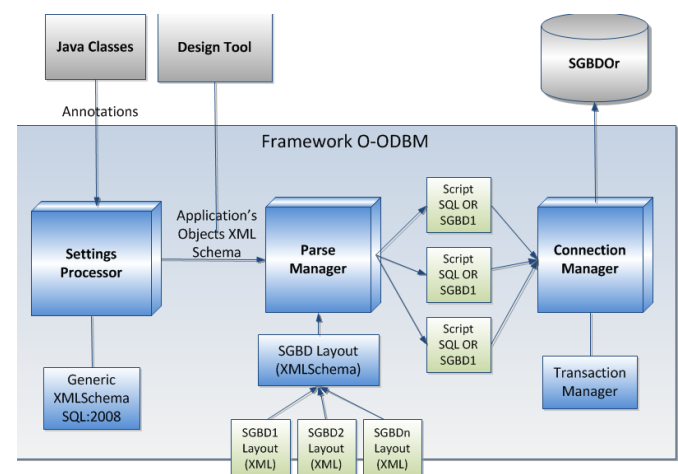 Java Classes
Design Tool
SGBDOr
Annotations
Framework O-ODBM
Settings
Processor
Application's
Objects XML
Schema
Parse
Manager
Script
SQL OR
SGBD1
Script
SQL OR
SGBD1
Script
SQL OR
SGBD1
Connection
Manager
Generic
XMLSchema
SQL:2008
SGBD Layout
(XMLSchema)
Transaction
Manager
SGBD1
Layout
(XML)
SGBD2
Layout
(XML)
SGBDn
Layout
(XML)